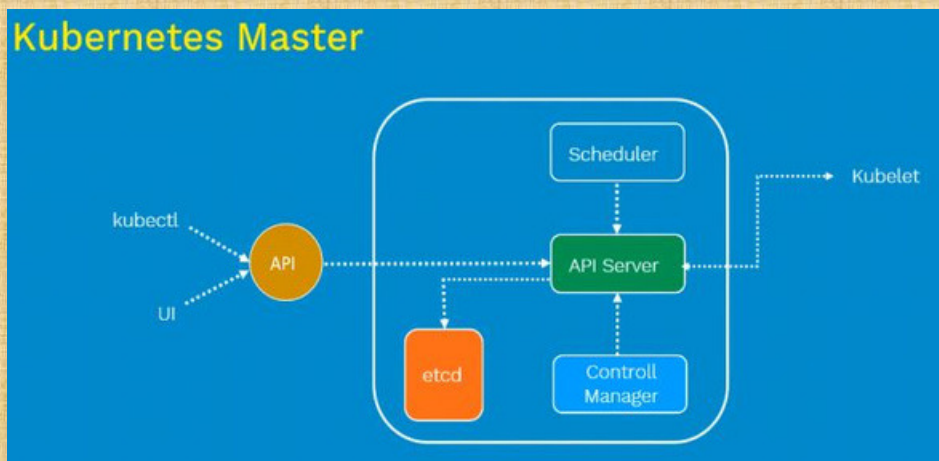 Kubernetes Master
Scheduler
Kubelet
kubectl
API
API Server
UI
etcd
Controll
Manager